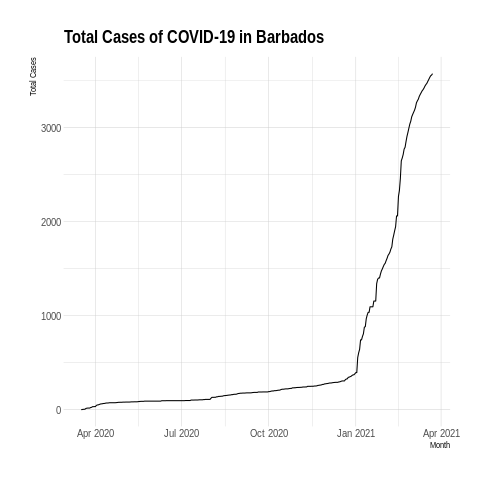 Total Cases of COVID-19 in Barbados
Total Cases
3000
2000
1000
0
Apr 2020 Jul 2020 Oct 2020 Jan 2021 Apr 2021
Month